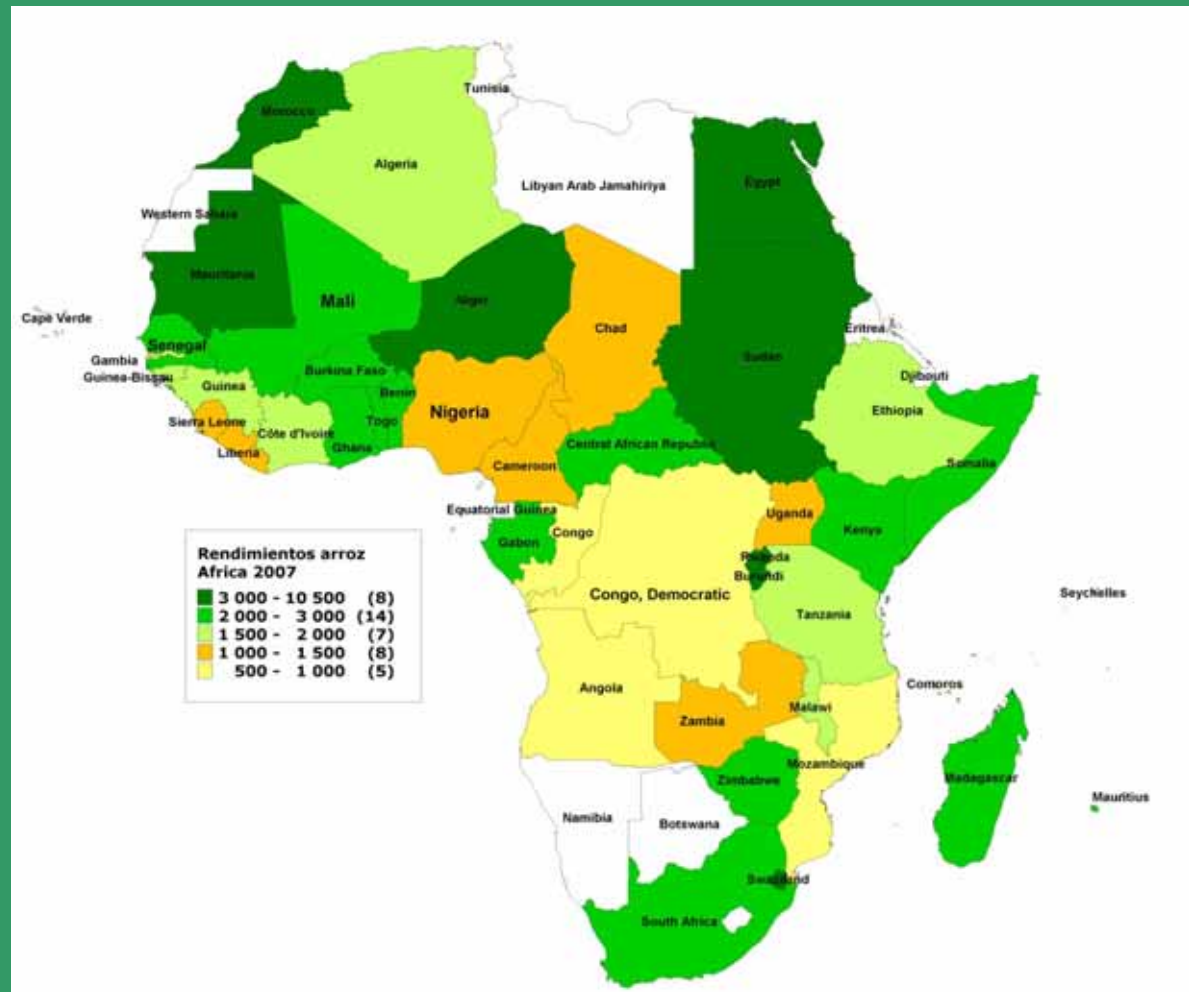 Tunisia
Morocco
Algeria
Libyan Arab Jamahiriya
Egypt
Western Sahara
Mauritania
Mali
Niger
Cape Verde
Chad
Sudan
Eritrea
Senegal
Gambia
Guinea-Bissau
Burkina Faso
Djibouti
Guinea
Benin
Nigeria
Ethiopia
Sierra Leone
Côte d'Ivoire
Togo
Ghana
Central African Republic
Liberia
Cameroon
Somalia
Equatorial Guinea
Uganda
Congo
Gabon
Kenya
Rendimientos arroz
Africa 2007
3 000 - 10 500 (8)
2 000 - 3 000 (14)
1 500 - 2 000 (7)
1 000 - 1 500 (8)
500 - 1 000 (5)
Rwanda
Burundi
Congo, Democratic
Seychelles
Tanzania
Angola
Comoros
Malawi
Zambia
Mozambique
Zimbabwe
Madagascar
Mauritius
Namibia
Botswana
Swaziland
South Africa